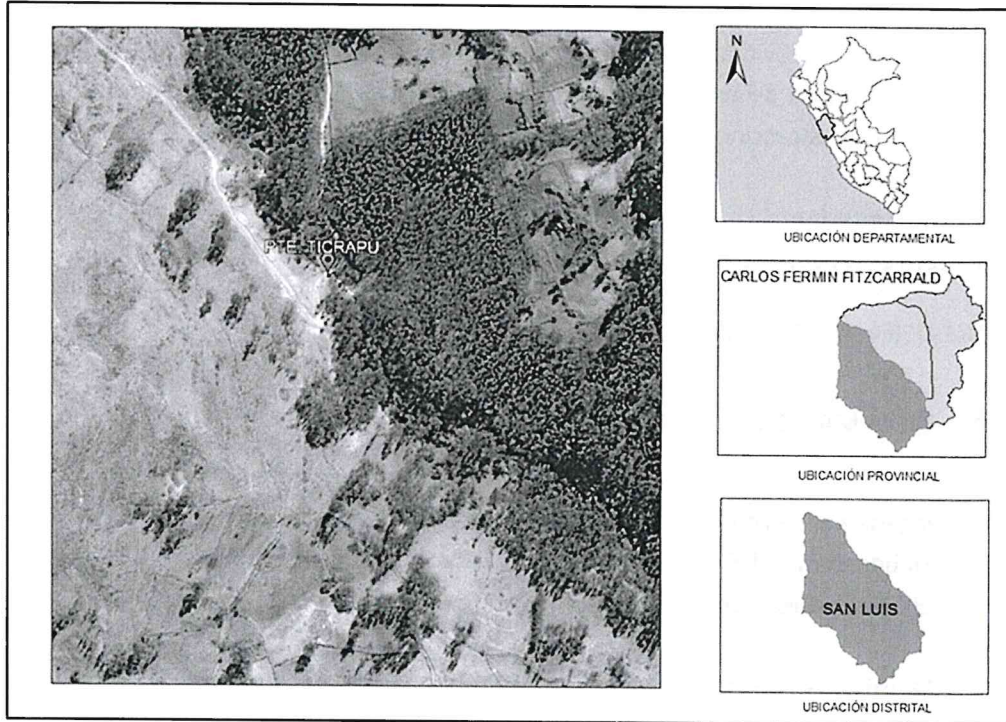 PTE. TICRAPU
N
UBICACIÓN DEPARTAMENTAL
CARLOS FERMIN FITZCARRALD
UBICACIÓN PROVINCIAL
SAN LUIS
UBICACIÓN DISTRITAL